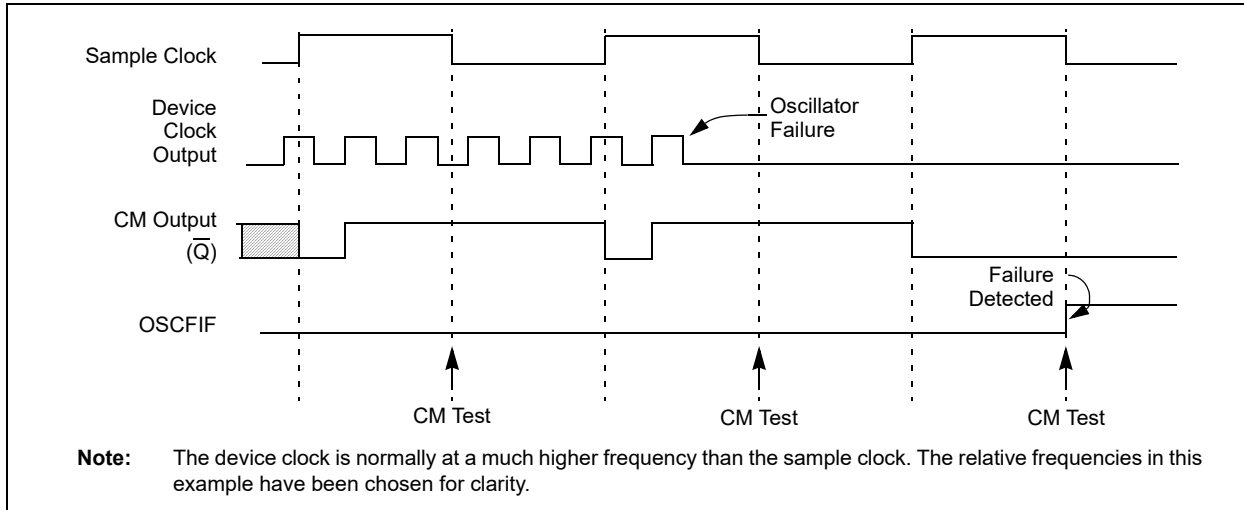 Sample Clock
Device
Clock
Output
Oscillator
Failure
CM Output
(Q̅)
Failure
Detected
OSCFIF
CM Test
CM Test
CM Test
Note: The device clock is normally at a much higher frequency than the sample clock. The relative frequencies in this
example have been chosen for clarity.